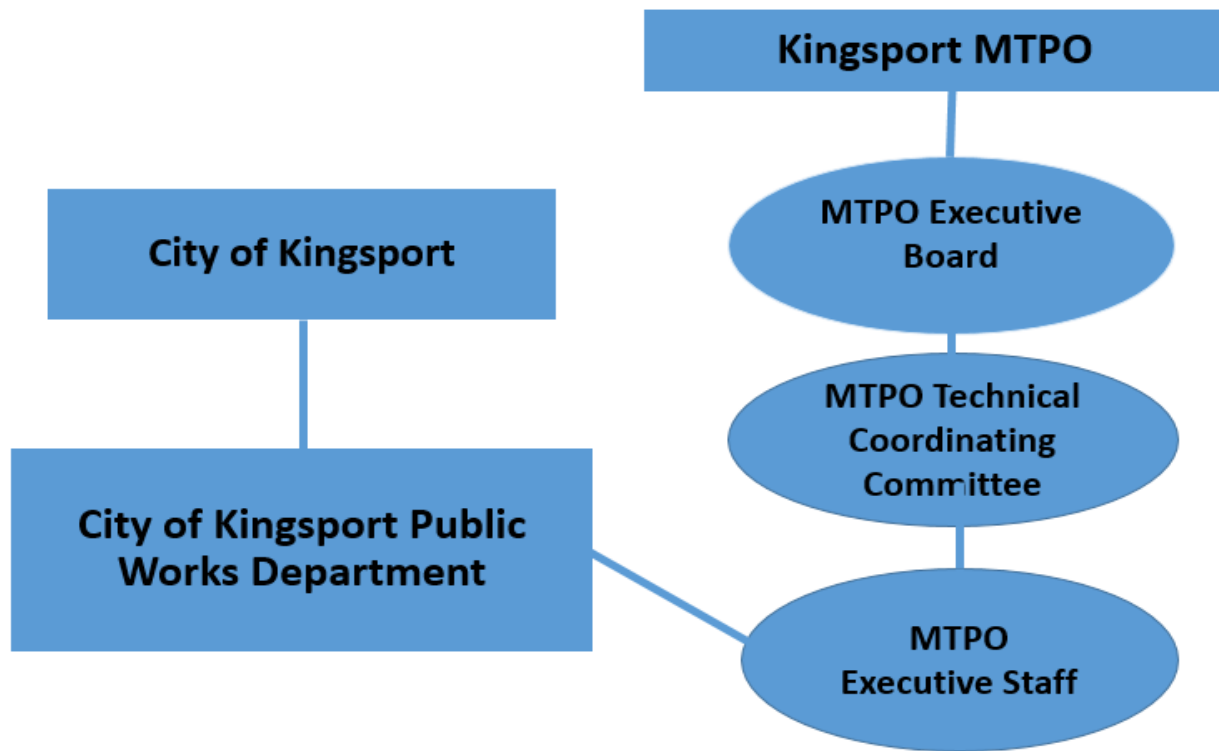 Kingsport MTPO
MTPO Executive
Board
City of Kingsport
MTPO Technical
Coordinating
Committee
City of Kingsport Public
Works Department
MTPO
Executive Staff